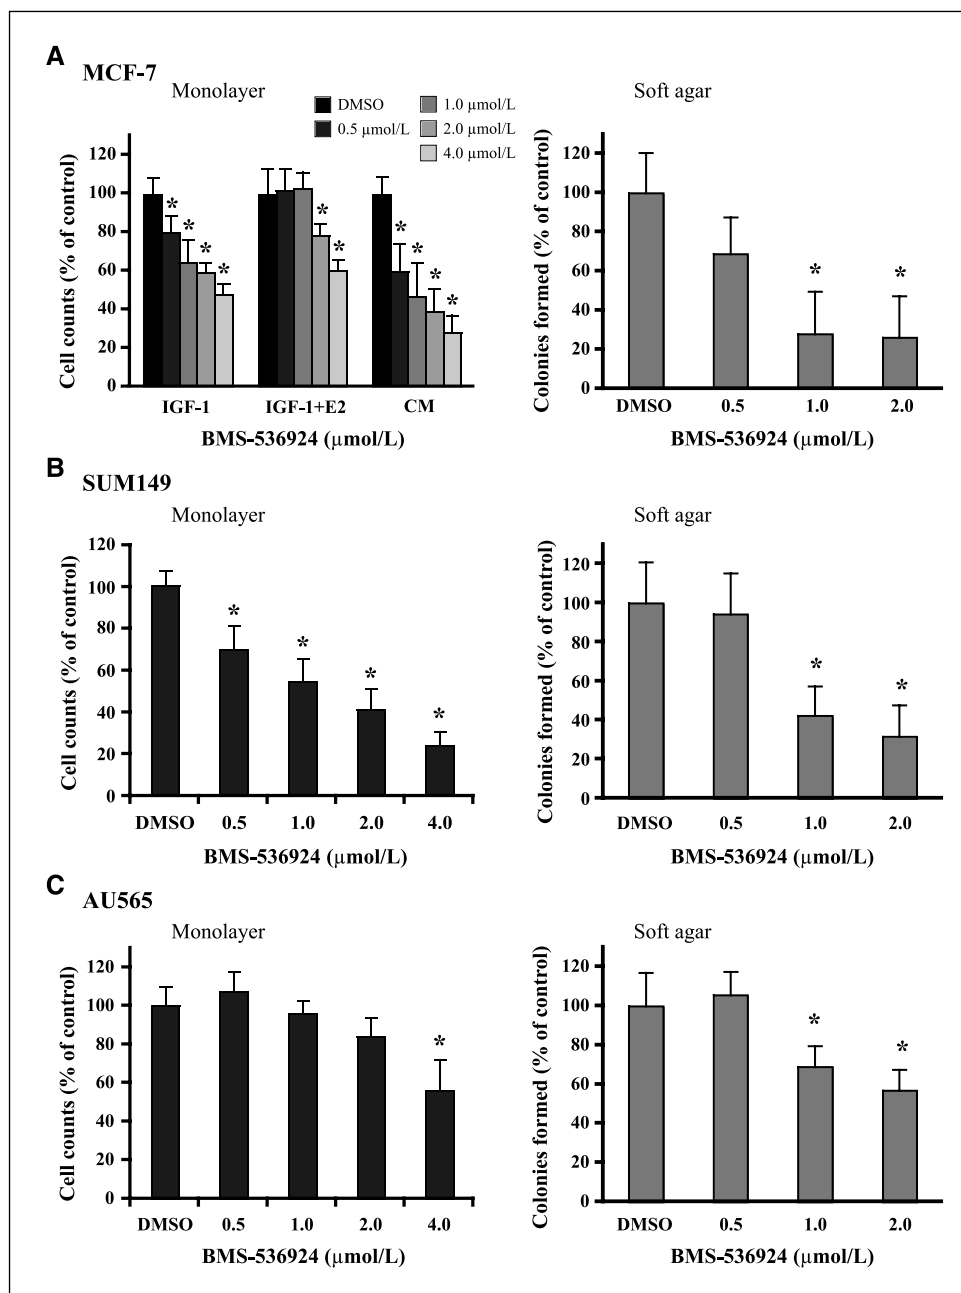 A
MCF-7
Monolayer
DMSO
0.5 μmol/L
1.0 μmol/L
2.0 μmol/L
4.0 μmol/L
Cell counts (% of control)
120
100
80
60
40
20
0
* * * *
* *
* * * *
IGF-1 IGF-1+E2 CM
BMS-536924 (μmol/L)
Soft agar
Colonies formed (% of control)
120
100
80
60
40
20
0
* *
DMSO 0.5 1.0 2.0
BMS-536924 (μmol/L)
B
SUM149
Monolayer
Cell counts (% of control)
120
100
80
60
40
20
0
* * * *
DMSO 0.5 1.0 2.0 4.0
BMS-536924 (μmol/L)
Soft agar
Colonies formed (% of control)
120
100
80
60
40
20
0
* *
DMSO 0.5 1.0 2.0
BMS-536924 (μmol/L)
C
AU565
Monolayer
Cell counts (% of control)
120
100
80
60
40
20
0
*
DMSO 0.5 1.0 2.0 4.0
BMS-536924 (μmol/L)
Soft agar
Colonies formed (% of control)
120
100
80
60
40
20
0
* *
DMSO 0.5 1.0 2.0
BMS-536924 (μmol/L)